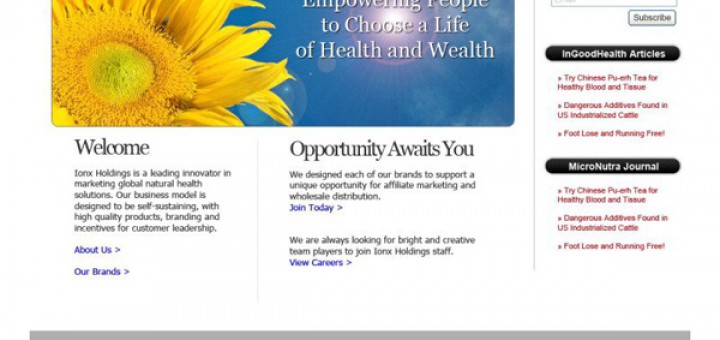 Empowering People
to Choose a Life
of Health and Wealth
Welcome
Ionx Holdings is a leading innovator in
marketing global natural health
solutions. Our business model is
designed to be self-sustaining, with
high quality products, branding and
incentives for customer leadership.
About Us >
Our Brands >
Opportunity Awaits You
We designed each of our brands to support a
unique opportunity for affiliate marketing and
wholesale distribution.
Join Today >
We are always looking for bright and creative
team players to join Ionx Holdings staff.
View Careers >
Email
Subscribe
InGoodHealth Articles
» Try Chinese Pu-erh Tea for
Healthy Blood and Tissue
» Dangerous Additives Found in
US Industrialized Cattle
» Foot Lose and Running Free!
MicroNutra Journal
» Try Chinese Pu-erh Tea for
Healthy Blood and Tissue
» Dangerous Additives Found in
US Industrialized Cattle
» Foot Lose and Running Free!